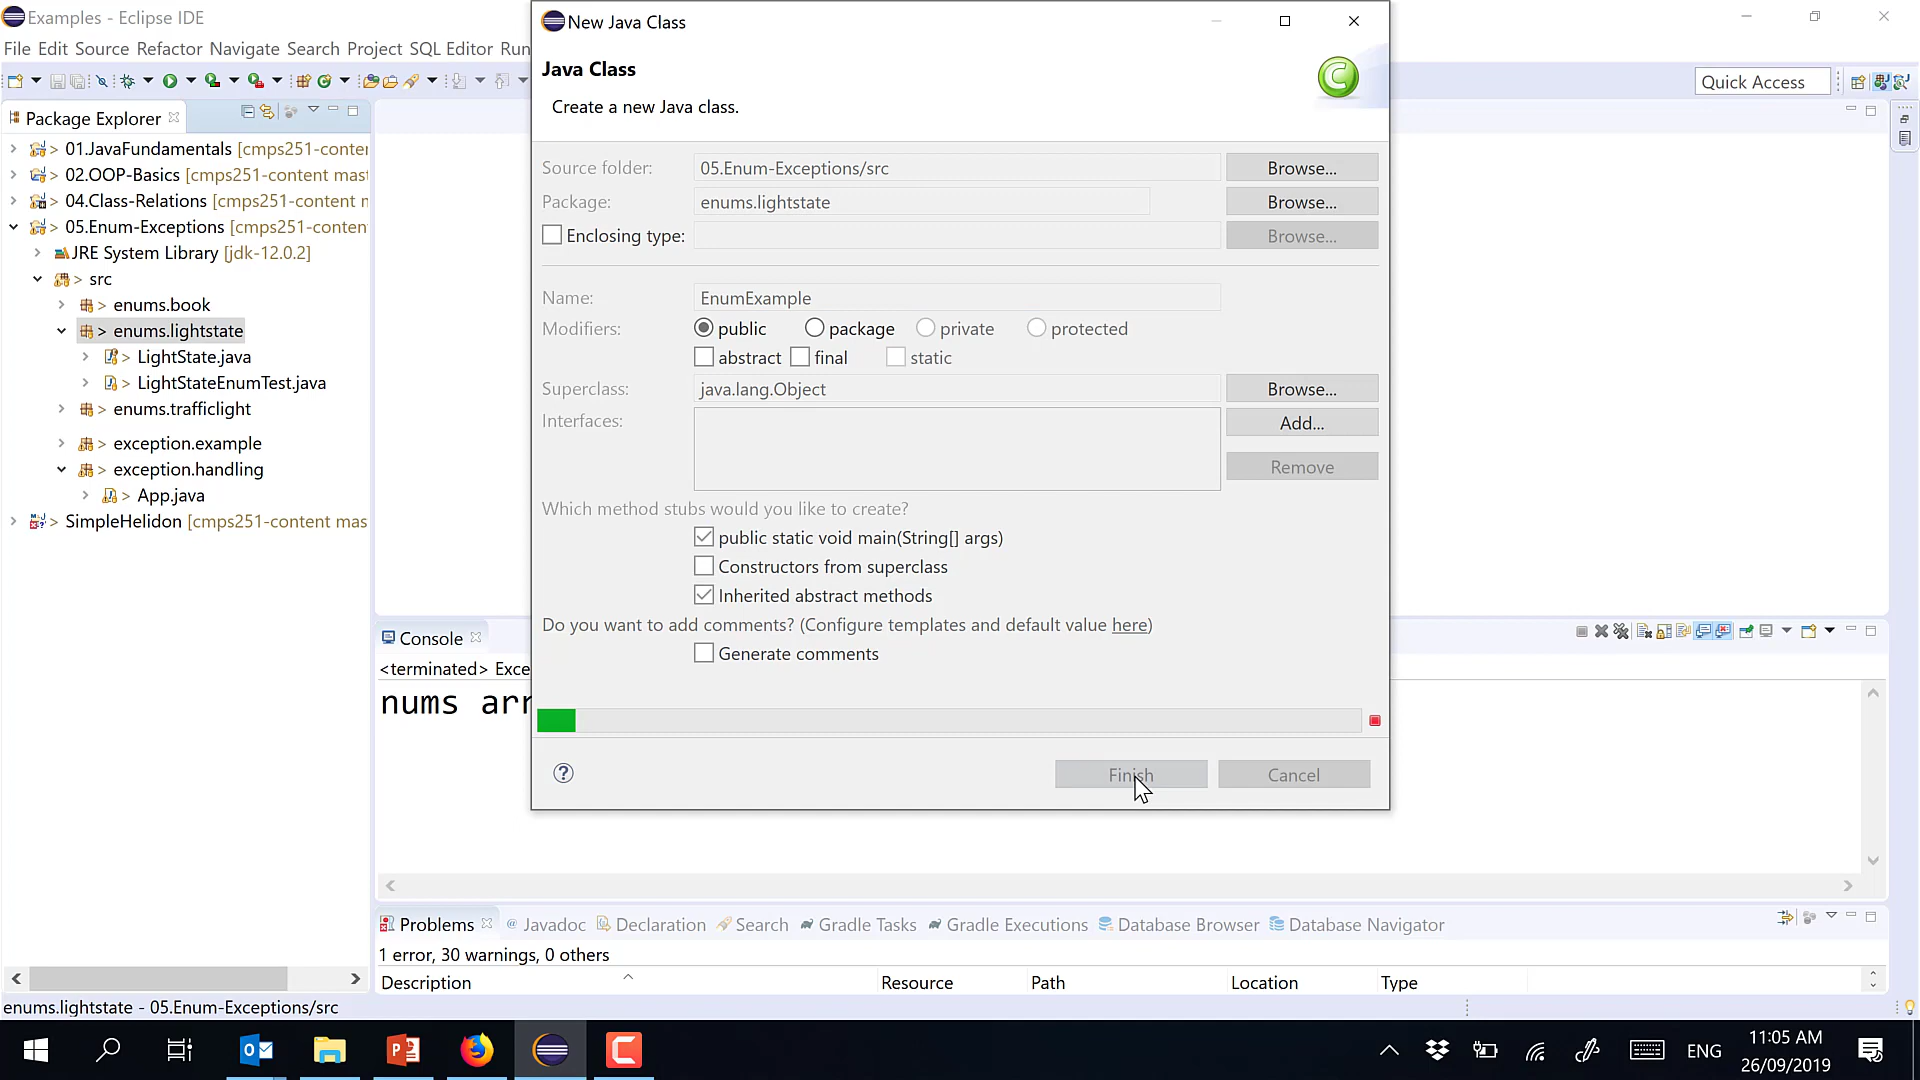 Examples - Eclipse IDE
File Edit Source Refactor Navigate Search Project SQL Editor Run
Quick Access
Package Explorer
01.JavaFundamentals [cmps251-conter
02.OOP-Basics [cmps251-content mast
04.Class-Relations [cmps251-content m
05.Enum-Exceptions [cmps251-conten
JRE System Library [jdk-12.0.2]
src
enums.book
enums.lightstate
LightState.java
LightStateEnumTest.java
enums.trafficlight
exception.example
exception.handling
App.java
SimpleHelidon [cmps251-content mas
New Java Class
Java Class
Create a new Java class.
Source folder: 05.Enum-Exceptions/src Browse...
Package: enums.lightstate Browse...
Enclosing type: Browse...
Name: EnumExample
Modifiers: public package private protected
abstract final static
Superclass: java.lang.Object Browse...
Interfaces: Add...
Remove
Which method stubs would you like to create?
public static void main(String[] args)
Constructors from superclass
Inherited abstract methods
Do you want to add comments? (Configure templates and default value here)
Generate comments
Finish Cancel
Console
<terminated> Exce
nums arr
Problems Javadoc Declaration Search Gradle Tasks Gradle Executions Database Browser Database Navigator
1 error, 30 warnings, 0 others
Description Resource Path Location Type
enums.lightstate - 05.Enum-Exceptions/src
ENG
11:05 AM
26/09/2019